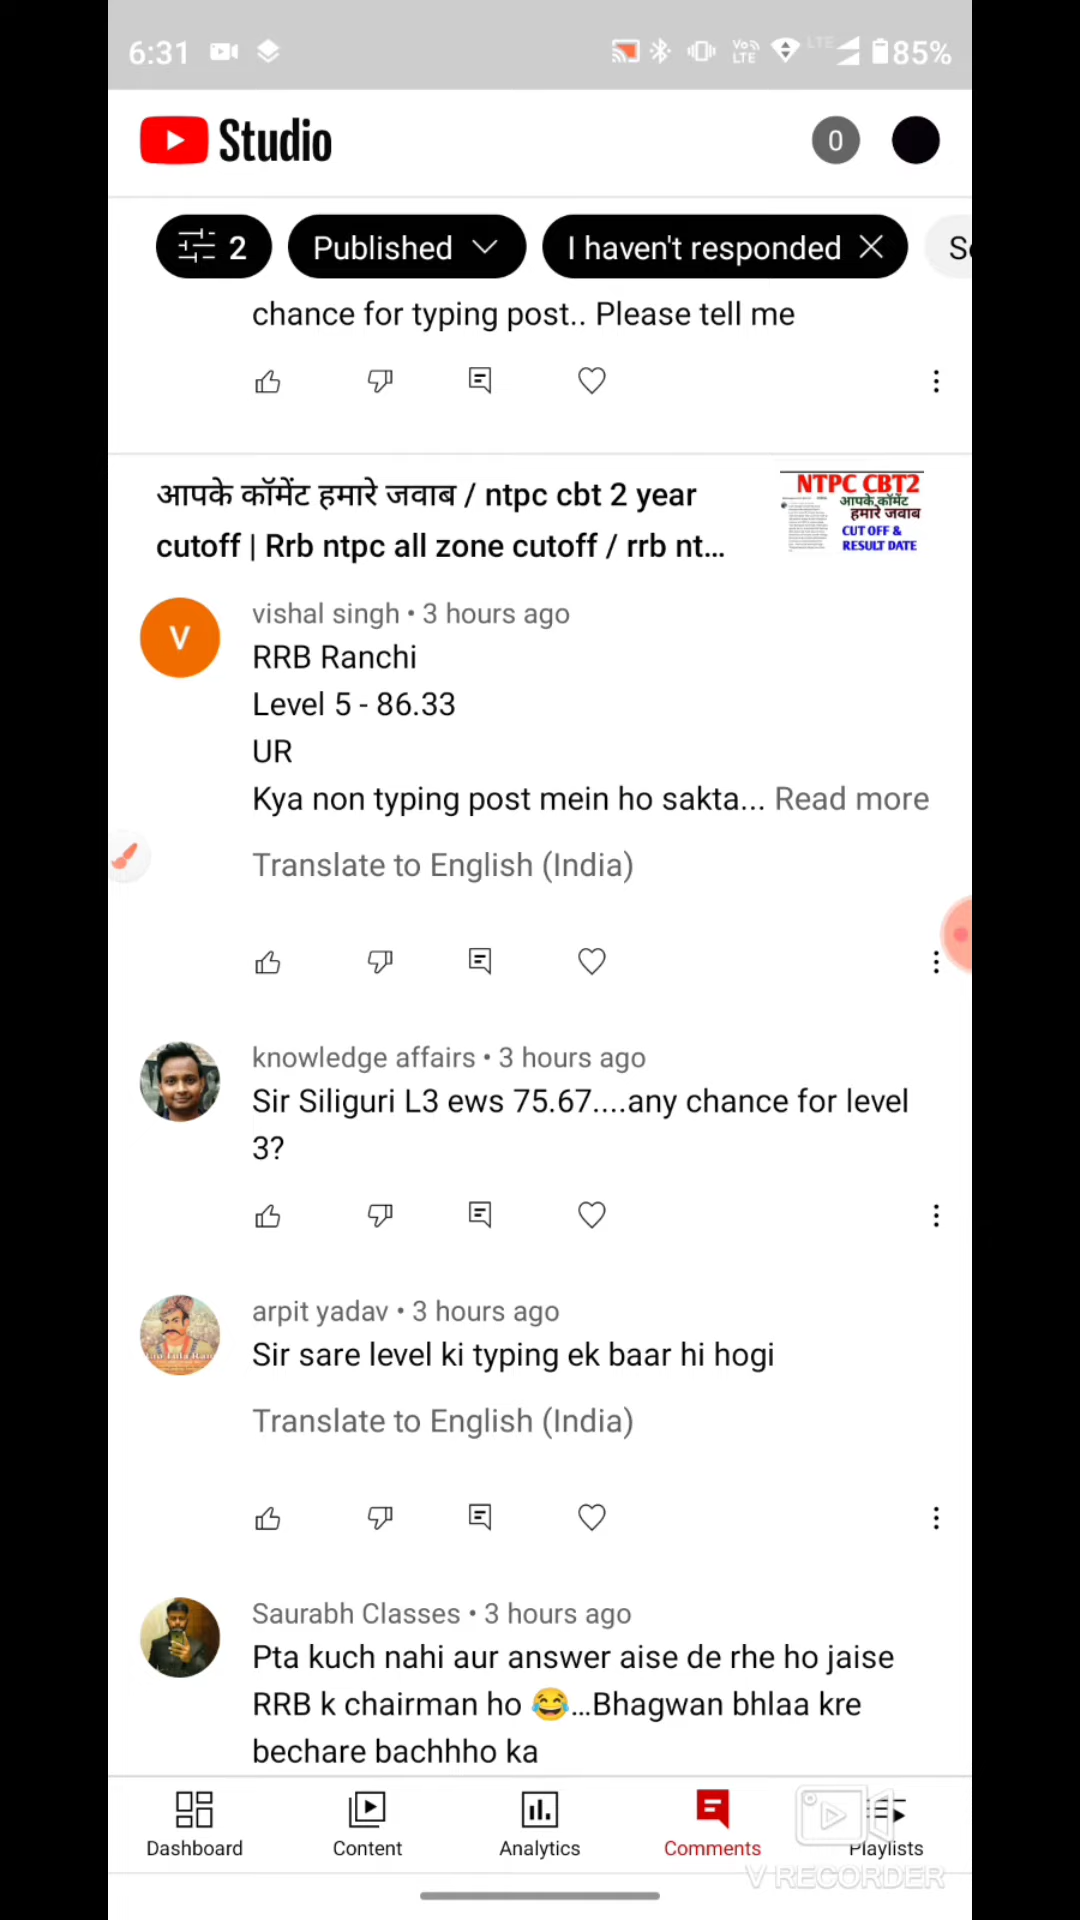 6:31
Vo))
LTE
LTE
85%
Studio
0
2
Published
I haven't responded
chance for typing post.. Please tell me
आपके कॉमेंट हमारे जवाब / ntpc cbt 2 year
cutoff | Rrb ntpc all zone cutoff / rrb nt...
NTPC CBT2
आपके कॉमेंट
हमारे जवाब
CUT OFF &
RESULT DATE
V
vishal singh • 3 hours ago
RRB Ranchi
Level 5 - 86.33
UR
Kya non typing post mein ho sakta... Read more
Translate to English (India)
knowledge affairs • 3 hours ago
Sir Siliguri L3 ews 75.67....any chance for level
3?
arpit yadav • 3 hours ago
Sir sare level ki typing ek baar hi hogi
Translate to English (India)
Saurabh Classes • 3 hours ago
Pta kuch nahi aur answer aise de rhe ho jaise
RRB k chairman ho 😂...Bhagwan bhlaa kre
bechare bachhho ka
Dashboard
Content
Analytics
Comments
Playlists
V RECORDER